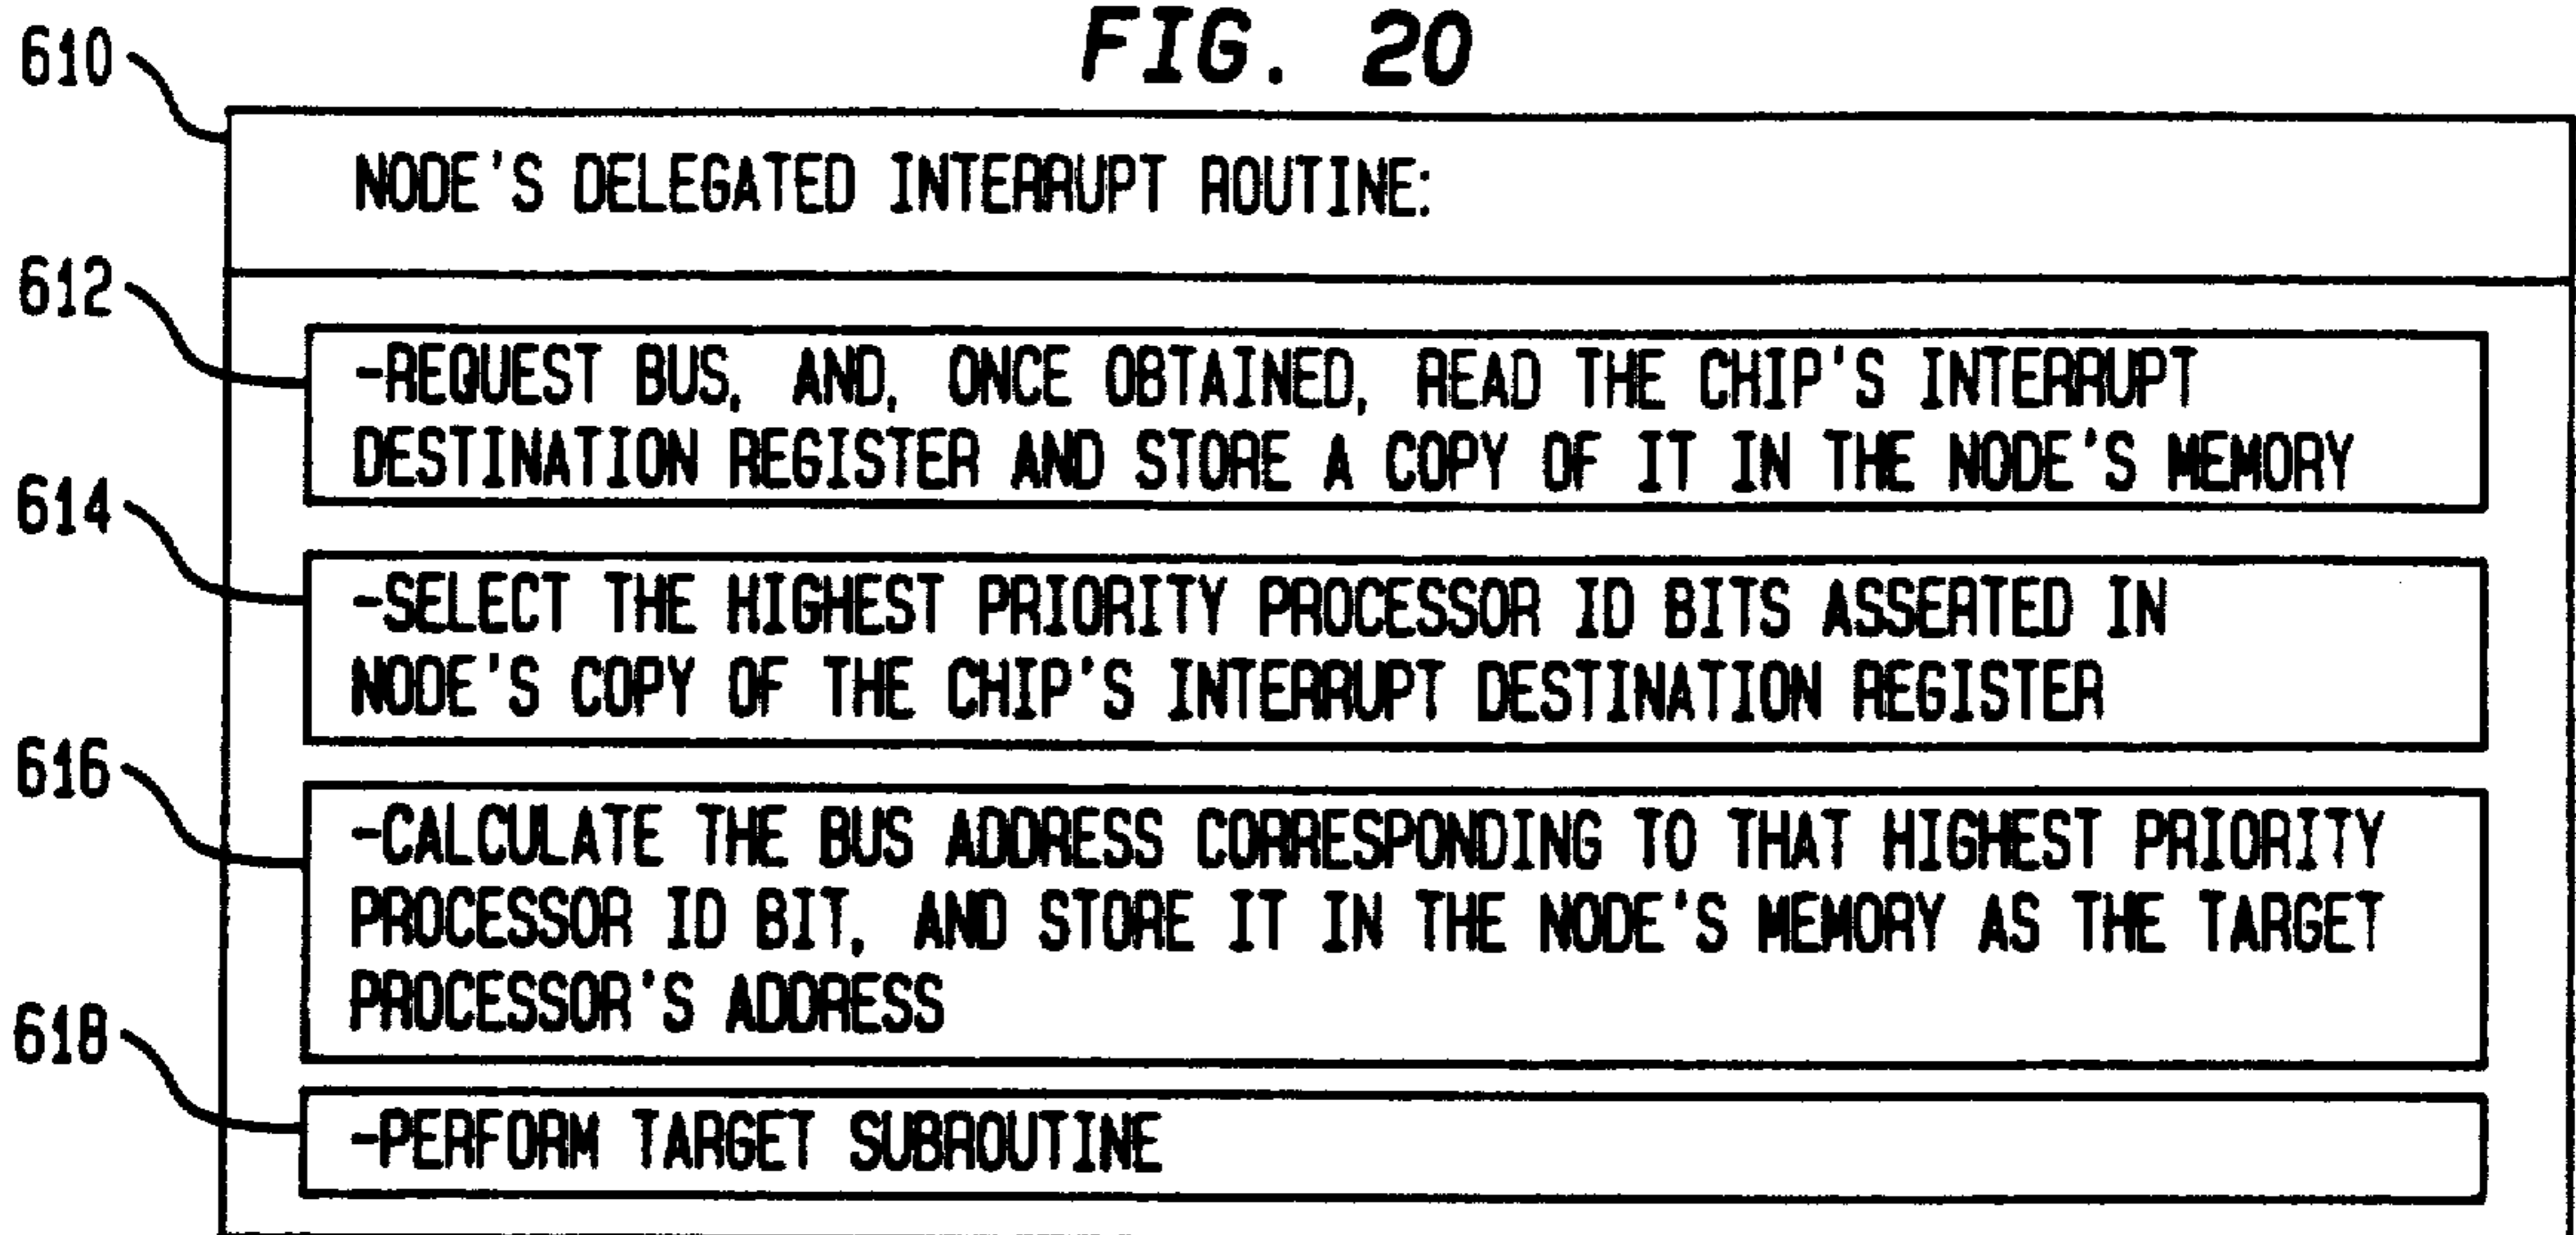 FIG. 20
610
NODE'S DELEGATED INTERRUPT ROUTINE:
612
-REQUEST BUS, AND, ONCE OBTAINED, READ THE CHIP'S INTERRUPT
DESTINATION REGISTER AND STORE A COPY OF IT IN THE NODE'S MEMORY
614
-SELECT THE HIGHEST PRIORITY PROCESSOR ID BITS ASSERTED IN
NODE'S COPY OF THE CHIP'S INTERRUPT DESTINATION REGISTER
616
-CALCULATE THE BUS ADDRESS CORRESPONDING TO THAT HIGHEST PRIORITY
PROCESSOR ID BIT, AND STORE IT IN THE NODE'S MEMORY AS THE TARGET
PROCESSOR'S ADDRESS
618
-PERFORM TARGET SUBROUTINE